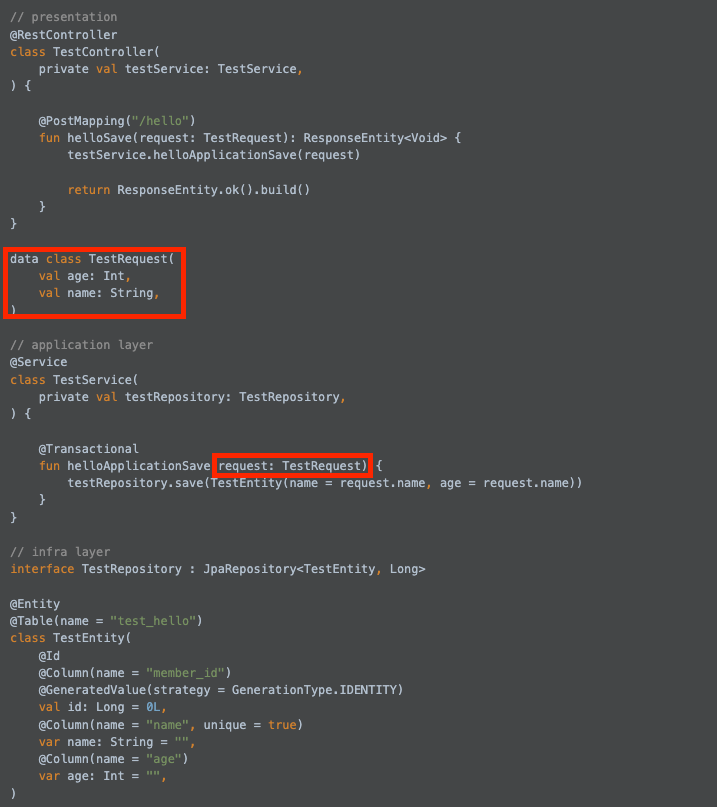 // presentation
@RestController
class TestController(
    private val testService: TestService,
) {
    @PostMapping("/hello")
    fun helloSave(request: TestRequest): ResponseEntity<Void> {
        testService.helloApplicationSave(request)
        return ResponseEntity.ok().build()
    }
}
data class TestRequest(
    val age: Int,
    val name: String,
)
// application layer
@Service
class TestService(
    private val testRepository: TestRepository,
) {
    @Transactional
    fun helloApplicationSave(request: TestRequest) {
        testRepository.save(TestEntity(name = request.name, age = request.name))
    }
}
// infra layer
interface TestRepository : JpaRepository<TestEntity, Long>
@Entity
@Table(name = "test_hello")
class TestEntity(
    @Id
    @Column(name = "member_id")
    @GeneratedValue(strategy = GenerationType.IDENTITY)
    val id: Long = 0L,
    @Column(name = "name", unique = true)
    var name: String = "",
    @Column(name = "age")
    var age: Int = "",
)